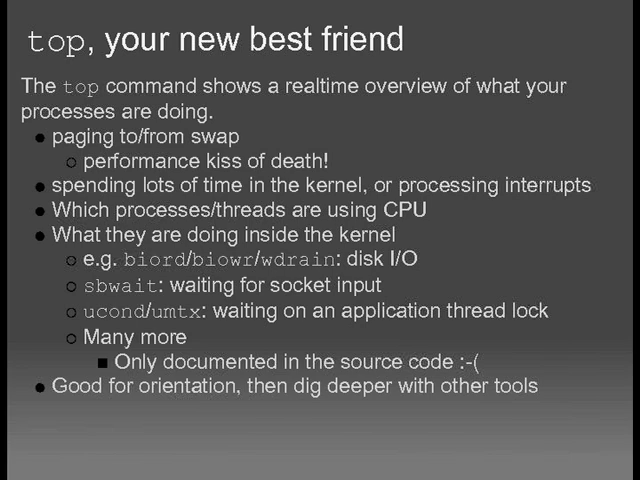 top, your new best friend
The top command shows a realtime overview of what your
processes are doing.
● paging to/from swap
○ performance kiss of death!
● spending lots of time in the kernel, or processing interrupts
● Which processes/threads are using CPU
● What they are doing inside the kernel
○ e.g. biord/biowr/wdrain: disk I/O
○ sbwait: waiting for socket input
○ ucond/umtx: waiting on an application thread lock
○ Many more
■ Only documented in the source code :-(
● Good for orientation, then dig deeper with other tools